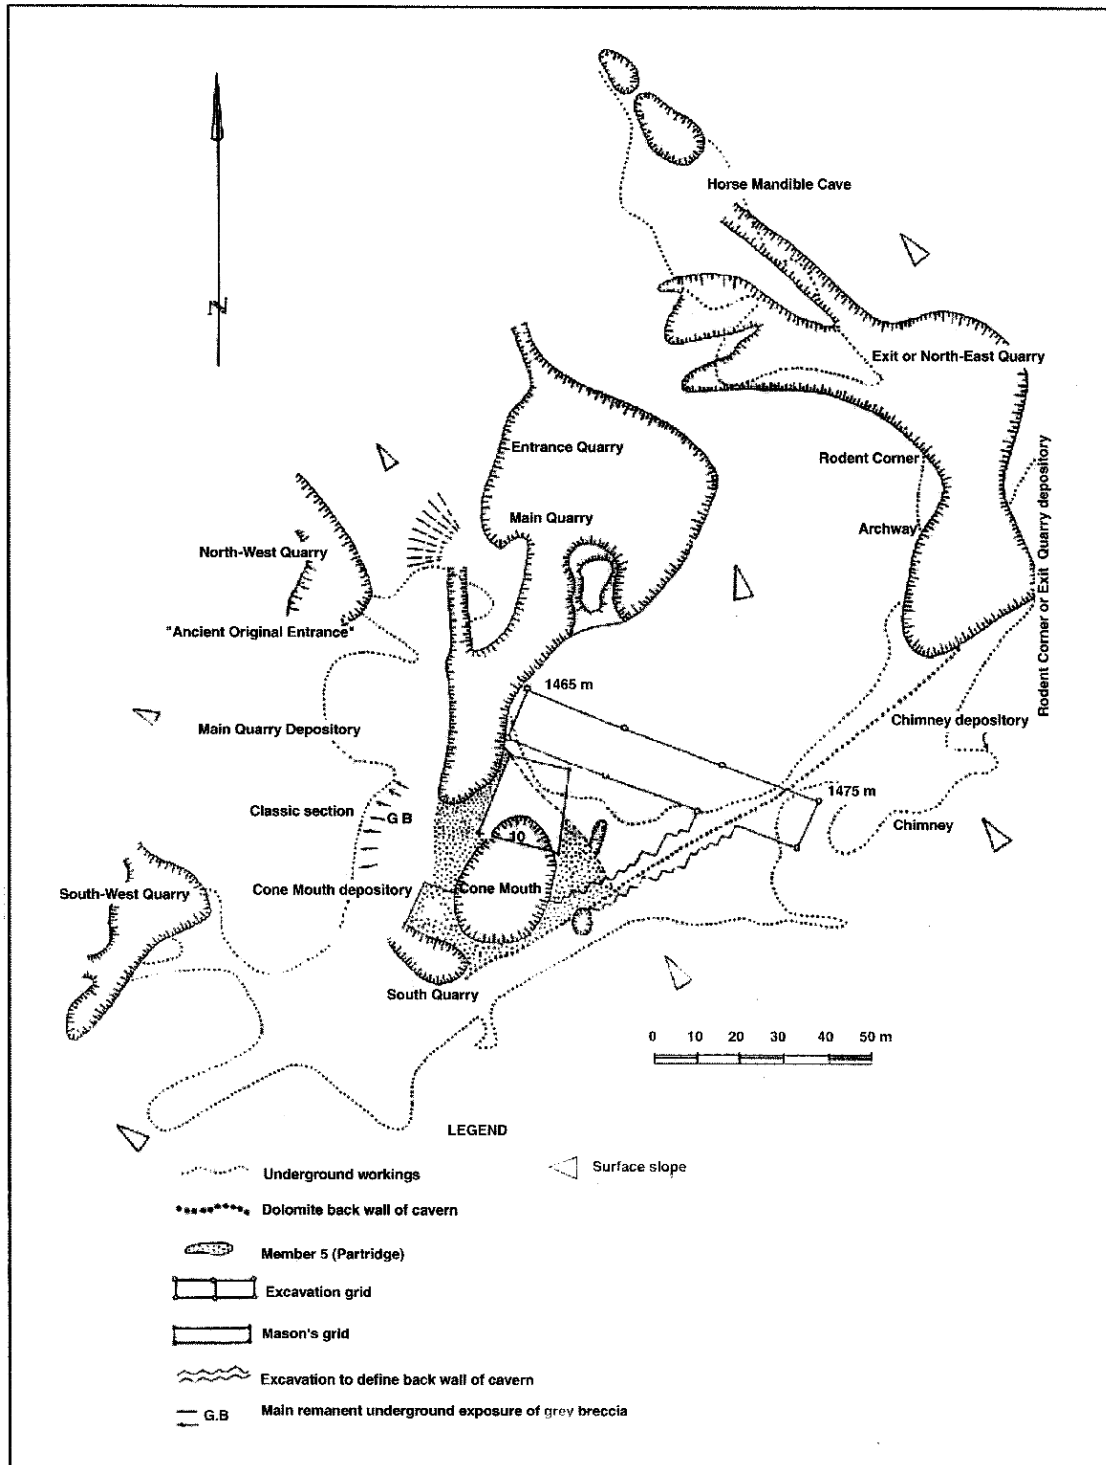 N
Horse Mandible Cave
Exit or North-East Quarry
Entrance Quarry
Rodent Corner
Main Quarry
Archway
Rodent Corner or Exit Quarry depository
North-West Quarry
"Ancient Original Entrance"
1465 m
Main Quarry Depository
Chimney depository
1475 m
Classic section
G B
Chimney
10
South-West Quarry
Cone Mouth depository
Cone Mouth
South Quarry
0 10 20 30 40 50 m
LEGEND
Underground workings
Surface slope
Dolomite back wall of cavern
Member 5 (Partridge)
Excavation grid
Mason's grid
Excavation to define back wall of cavern
G.B
Main remanent underground exposure of grey breccia